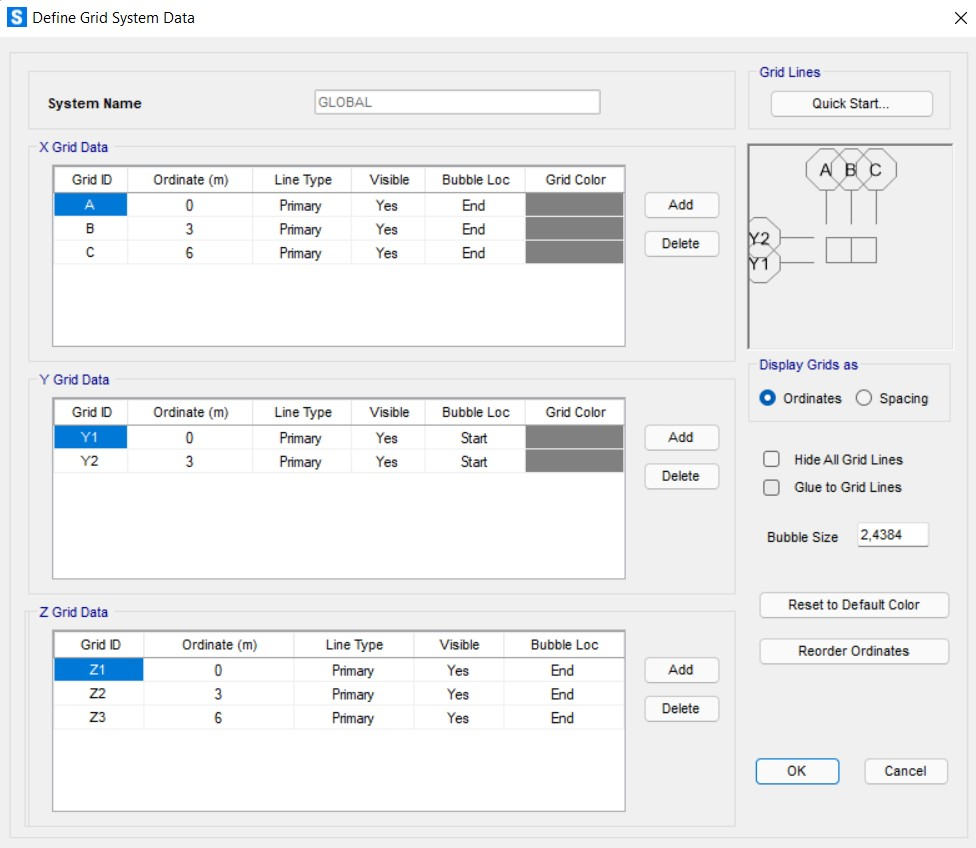 S Define Grid System Data
System Name GLOBAL
Grid Lines
Quick Start...
X Grid Data
Grid ID Ordinate (m) Line Type Visible Bubble Loc Grid Color
A 0 Primary Yes End
B 3 Primary Yes End
C 6 Primary Yes End
Add
Delete
A B C
Y2
Y1
Y Grid Data
Grid ID Ordinate (m) Line Type Visible Bubble Loc Grid Color
Y1 0 Primary Yes Start
Y2 3 Primary Yes Start
Add
Delete
Display Grids as
Ordinates Spacing
Hide All Grid Lines
Glue to Grid Lines
Bubble Size 2,4384
Z Grid Data
Grid ID Ordinate (m) Line Type Visible Bubble Loc
Z1 0 Primary Yes End
Z2 3 Primary Yes End
Z3 6 Primary Yes End
Add
Delete
Reset to Default Color
Reorder Ordinates
OK Cancel